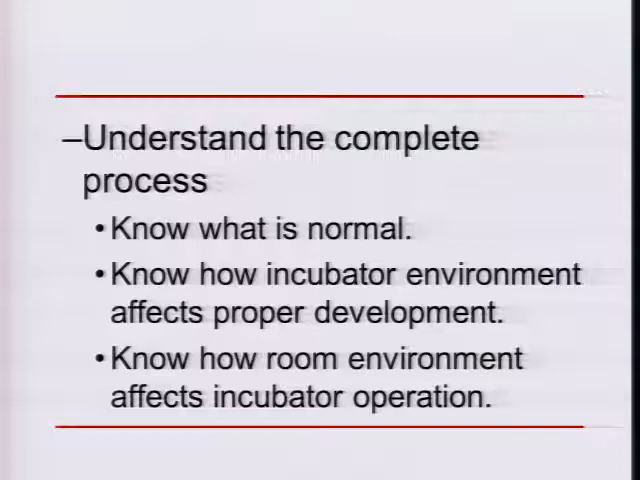 –Understand the complete
process
•Know what is normal.
•Know how incubator environment
affects proper development.
•Know how room environment
affects incubator operation.